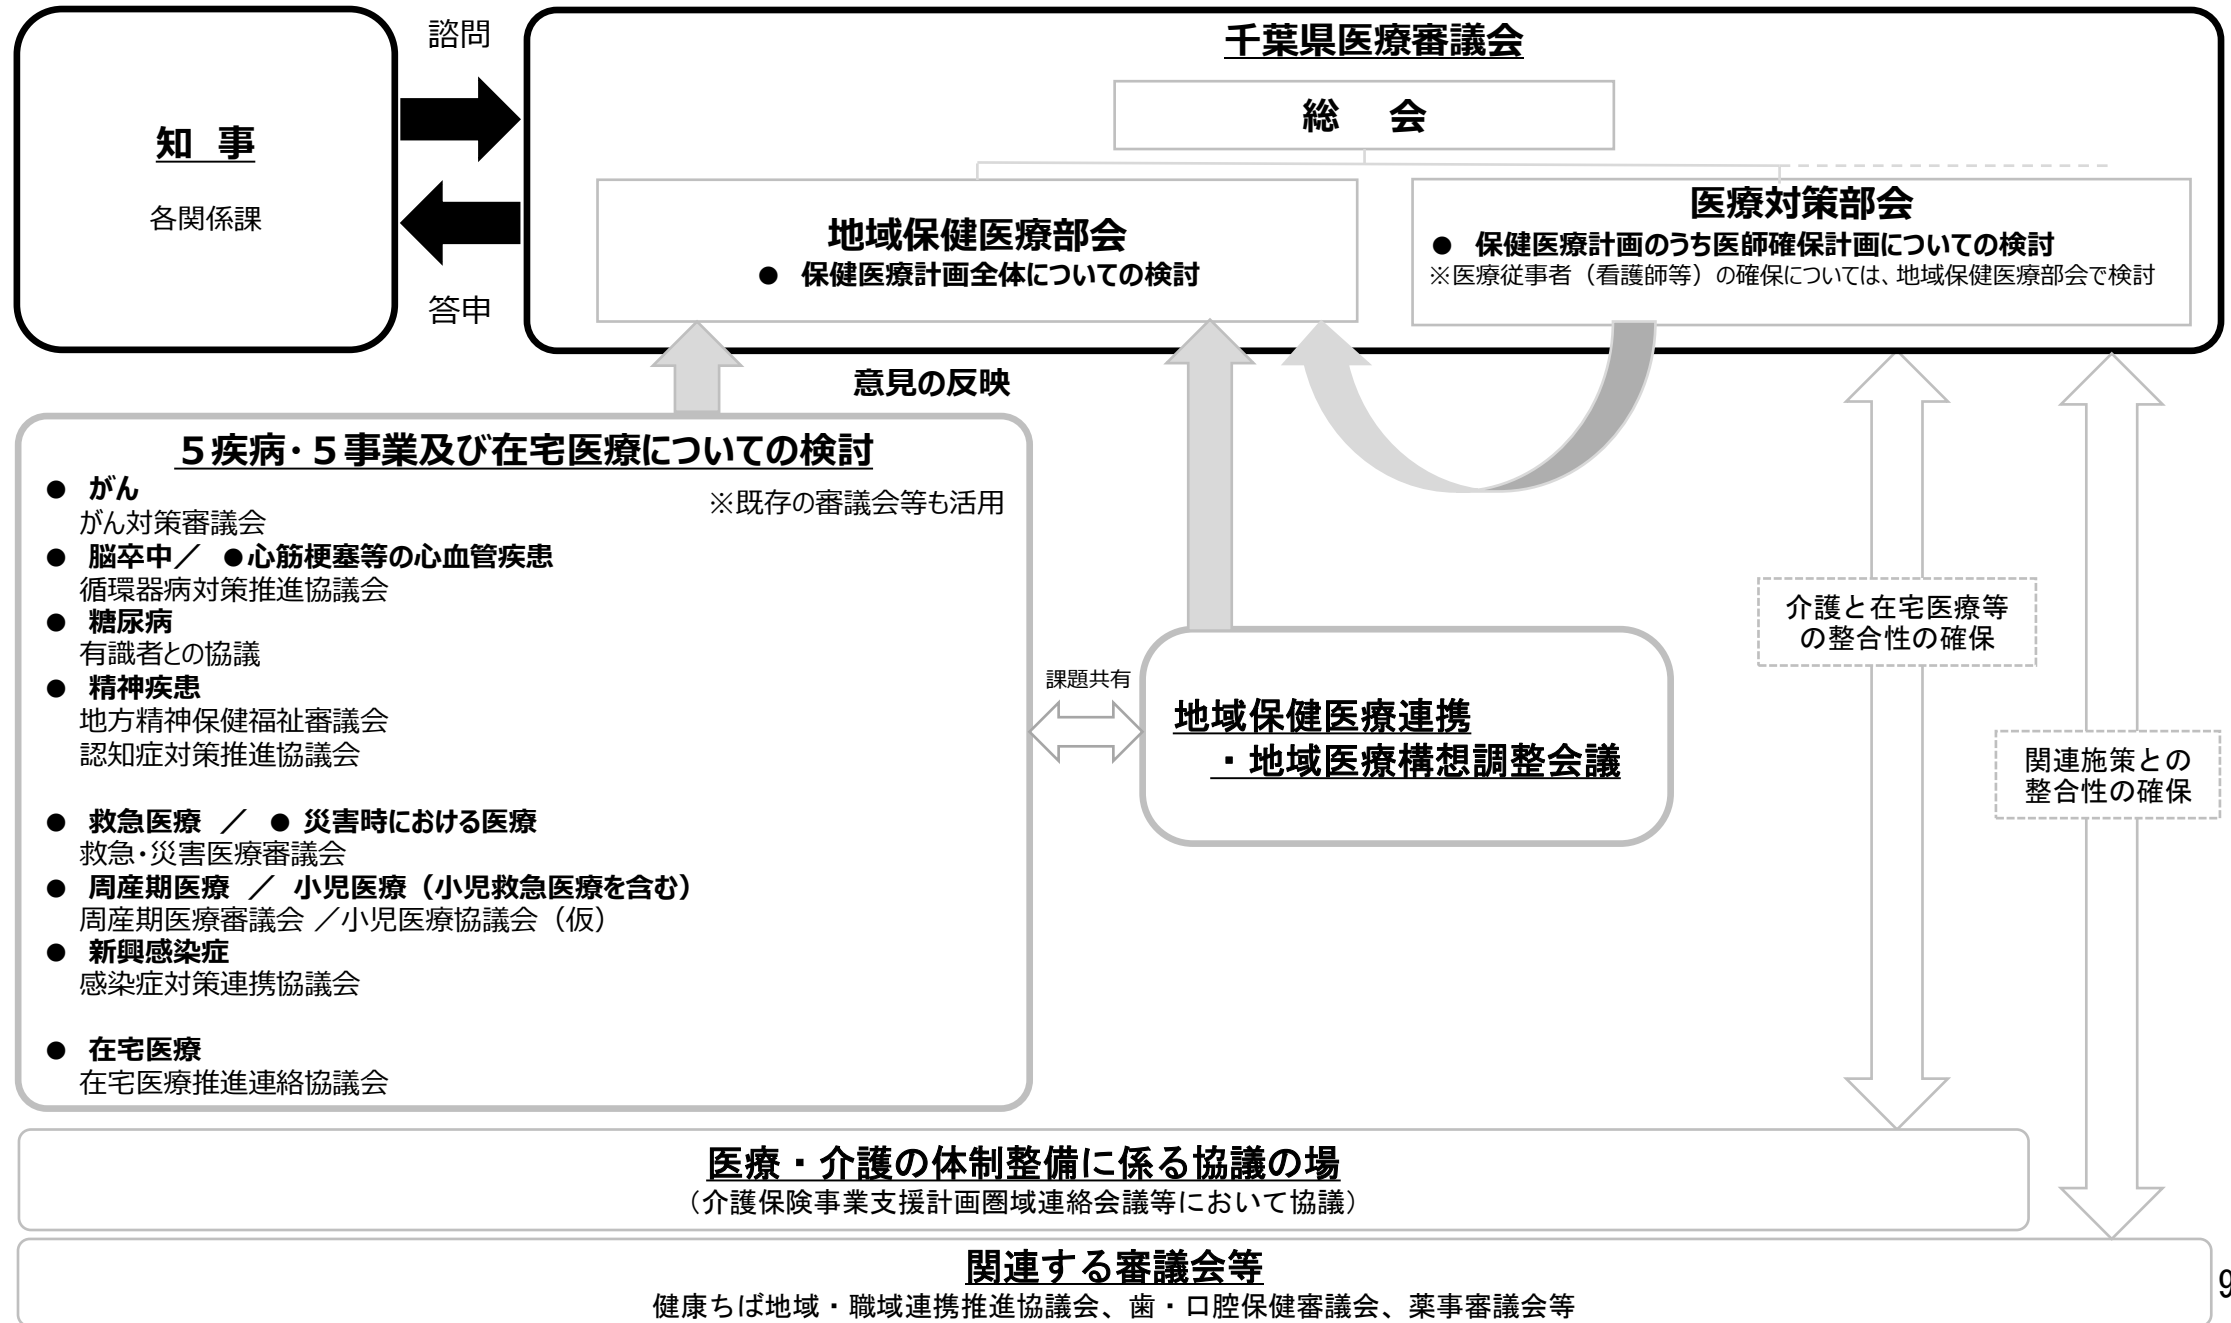 諮問
千葉県医療審議会
総　会
知 事
各関係課
地域保健医療部会
● 保健医療計画全体についての検討
医療対策部会
● 保健医療計画のうち医師確保計画についての検討
※医療従事者（看護師等）の確保については、地域保健医療部会で検討
答申
意見の反映
５疾病・５事業及び在宅医療についての検討
※既存の審議会等も活用
● がん
がん対策審議会
● 脳卒中／ ●心筋梗塞等の心血管疾患
循環器病対策推進協議会
● 糖尿病
有識者との協議
● 精神疾患
地方精神保健福祉審議会
認知症対策推進協議会
● 救急医療 ／ ● 災害時における医療
救急・災害医療審議会
● 周産期医療 ／ 小児医療（小児救急医療を含む）
周産期医療審議会 ／小児医療協議会（仮）
● 新興感染症
感染症対策連携協議会
● 在宅医療
在宅医療推進連絡協議会
課題共有
地域保健医療連携
・地域医療構想調整会議
介護と在宅医療等
の整合性の確保
関連施策との
整合性の確保
医療・介護の体制整備に係る協議の場
（介護保険事業支援計画圏域連絡会議等において協議）
関連する審議会等
健康ちば地域・職域連携推進協議会、歯・口腔保健審議会、薬事審議会等
9